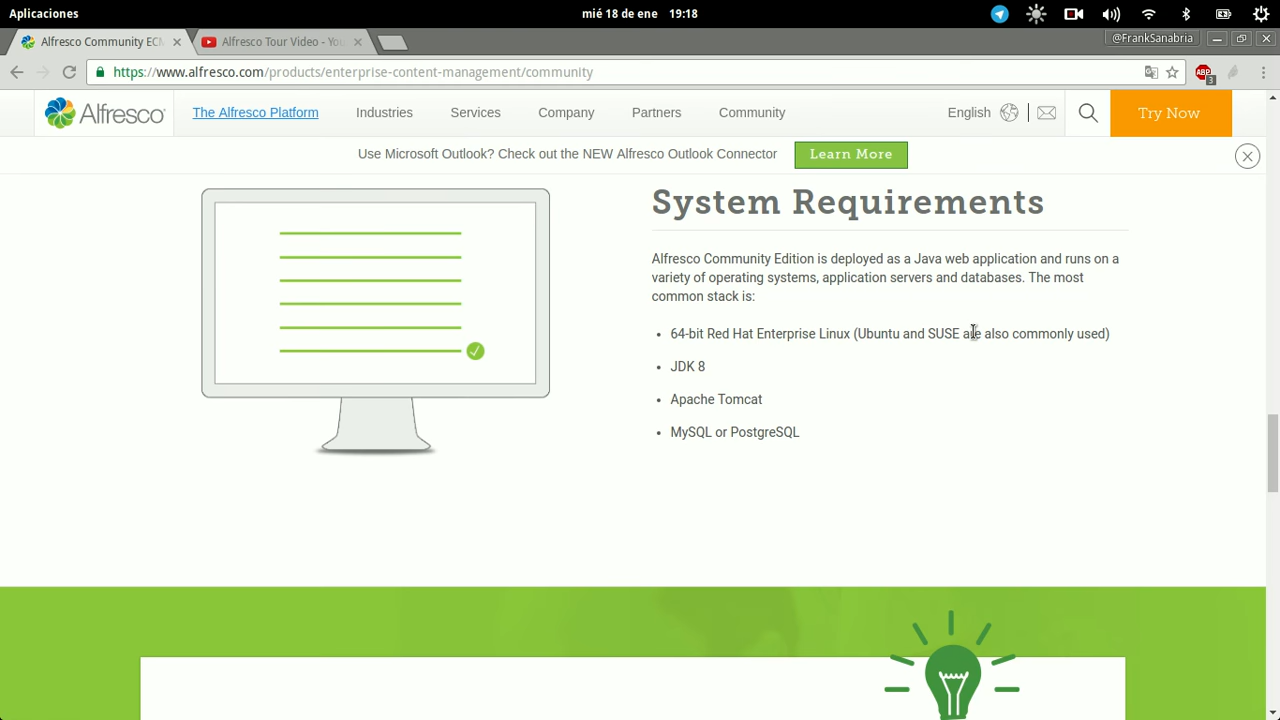 Aplicaciones
mié 18 de ene 19:18
Alfresco Community ECM
Alfresco Tour Video - You
@FrankSanabria
https://www.alfresco.com/products/enterprise-content-management/community
ABP
3
Alfresco
The Alfresco Platform
Industries
Services
Company
Partners
Community
English
Try Now
Use Microsoft Outlook? Check out the NEW Alfresco Outlook Connector
Learn More
System Requirements
Alfresco Community Edition is deployed as a Java web application and runs on a
variety of operating systems, application servers and databases. The most
common stack is:
• 64-bit Red Hat Enterprise Linux (Ubuntu and SUSE are also commonly used)
• JDK 8
• Apache Tomcat
• MySQL or PostgreSQL